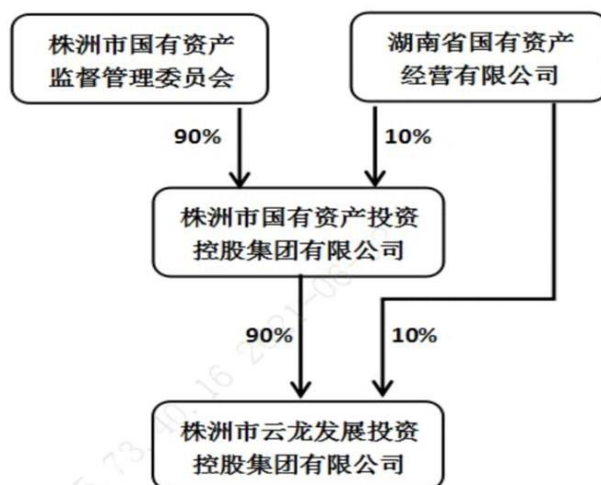 株洲市国有资产
监督管理委员会
湖南省国有资产
经营有限公司
90%
10%
株洲市国有资产投资
控股集团有限公司
90%
10%
株洲市云龙发展投资
控股集团有限公司